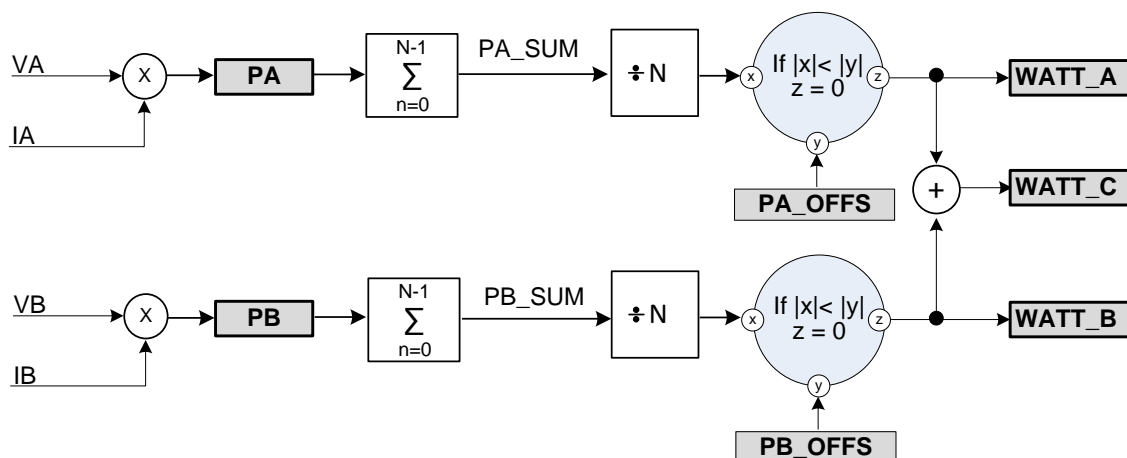 VA
IA
X
PA
N-1
∑
n=0
PA_SUM
÷N
x
If |x|< |y|
z = 0
z
y
PA_OFFS
WATT_A
+
WATT_C
VB
IB
X
PB
N-1
∑
n=0
PB_SUM
÷N
x
If |x|< |y|
z = 0
z
y
PB_OFFS
WATT_B